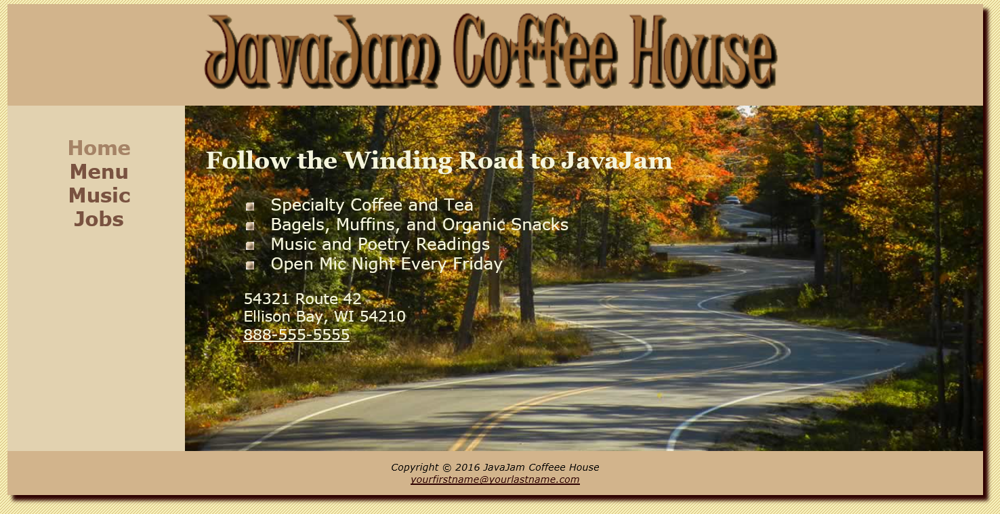 JavaJam Coffee House
Home
Menu
Music
Jobs
Follow the Winding Road to JavaJam
Specialty Coffee and Tea
Bagels, Muffins, and Organic Snacks
Music and Poetry Readings
Open Mic Night Every Friday
54321 Route 42
Ellison Bay, WI 54210
888-555-5555
Copyright © 2016 JavaJam Coffeee House
yourfirstname@yourlastname.com